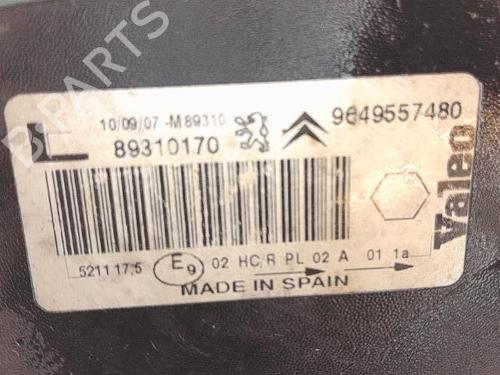 B PARTS
L
10/09/07 -M89310
89310170
9649557480
Valeo
5211 17,5
E9 02 HC/R PL 02 A 01 1a
MADE IN SPAIN